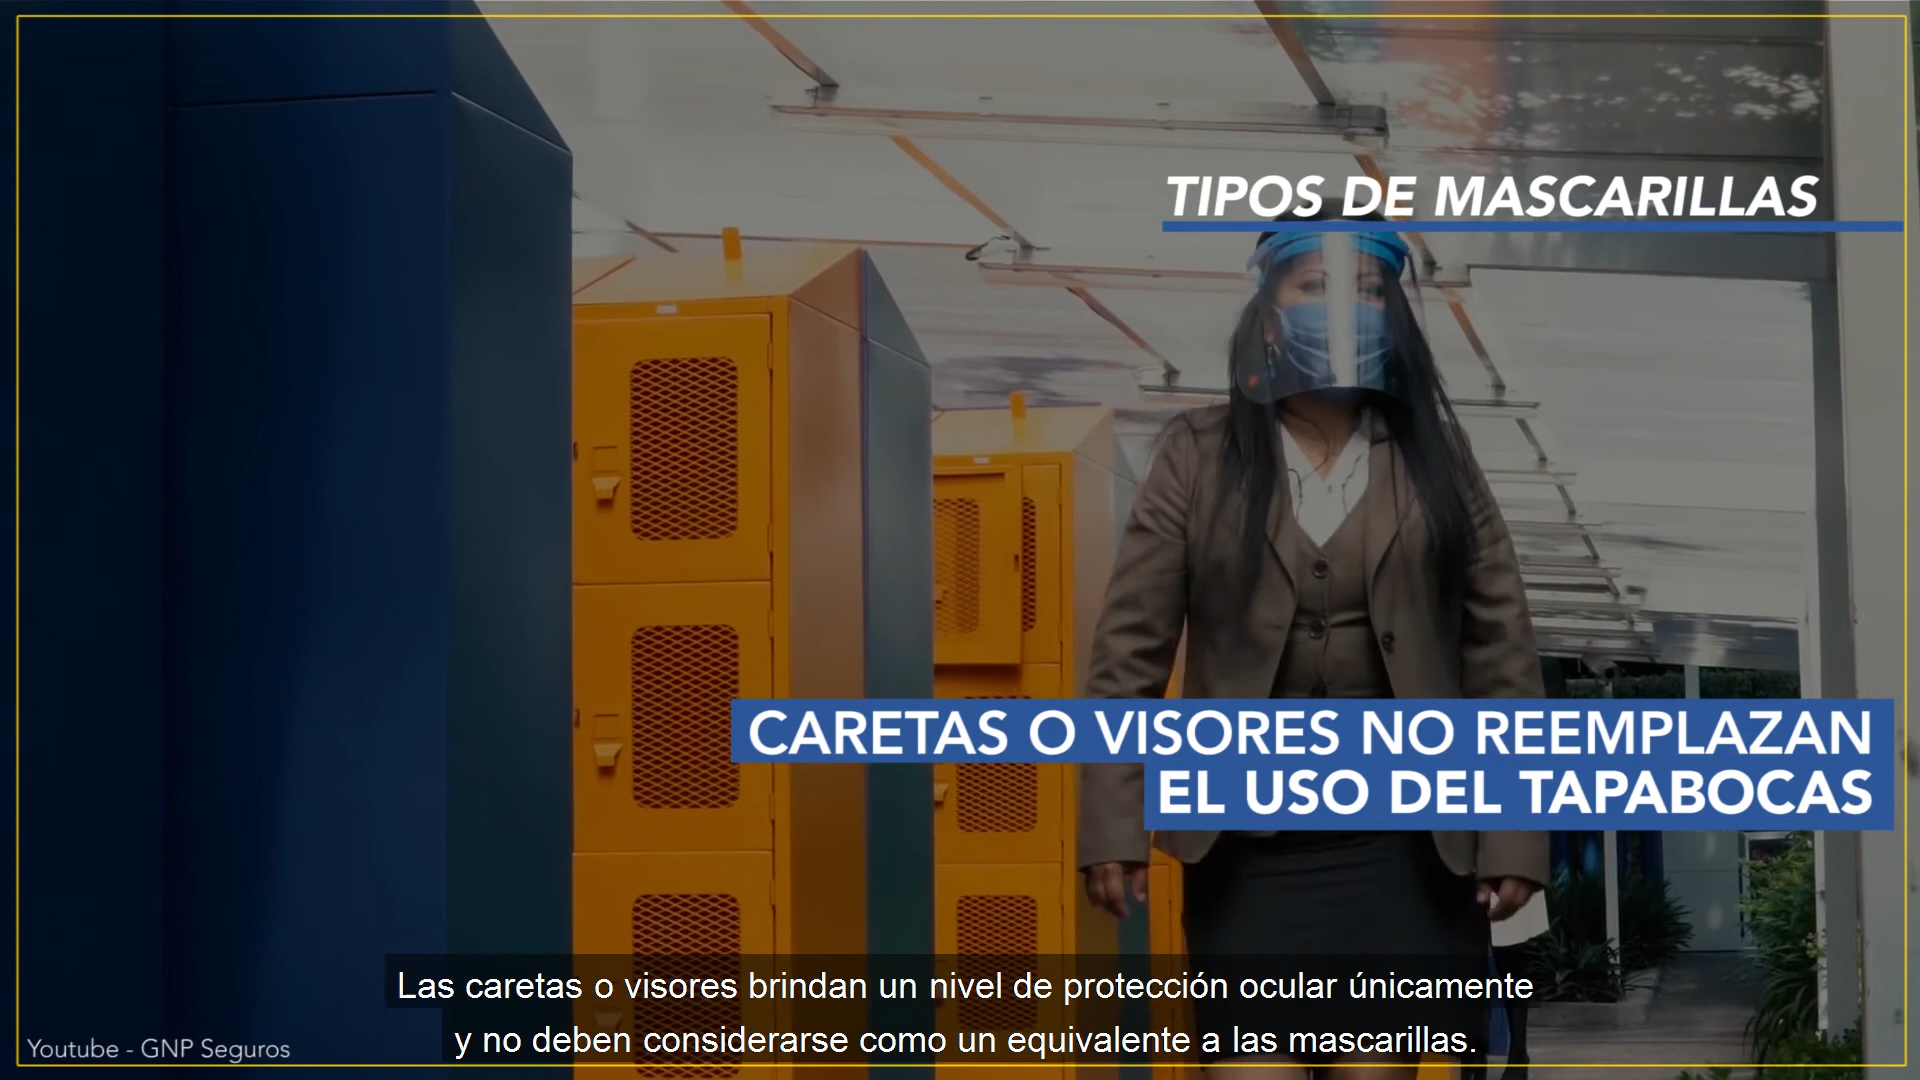 TIPOS DE MASCARILLAS
CARETAS O VISORES NO REEMPLAZAN
EL USO DEL TAPABOCAS
Las caretas o visores brindan un nivel de protección ocular únicamente
y no deben considerarse como un equivalente a las mascarillas.
Youtube - GNP Seguros